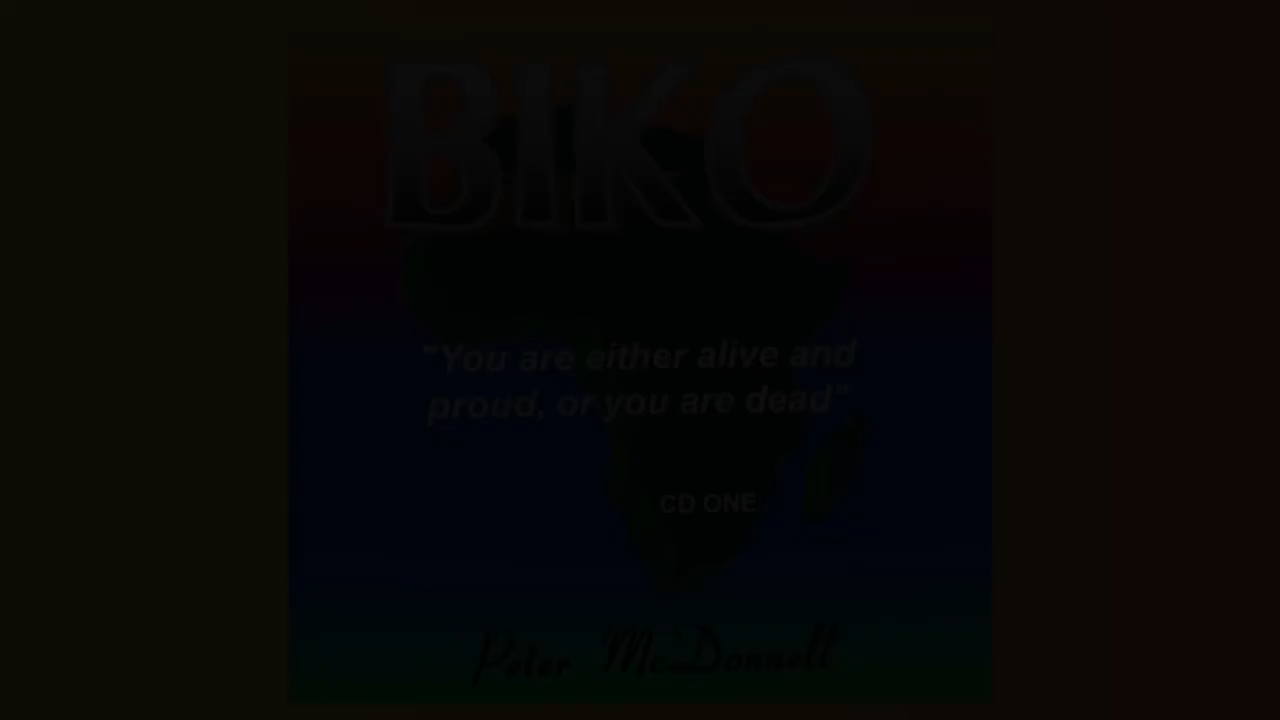 BIKO
"You are either alive and
proud, or you are dead"
CD ONE
Peter McDonnell